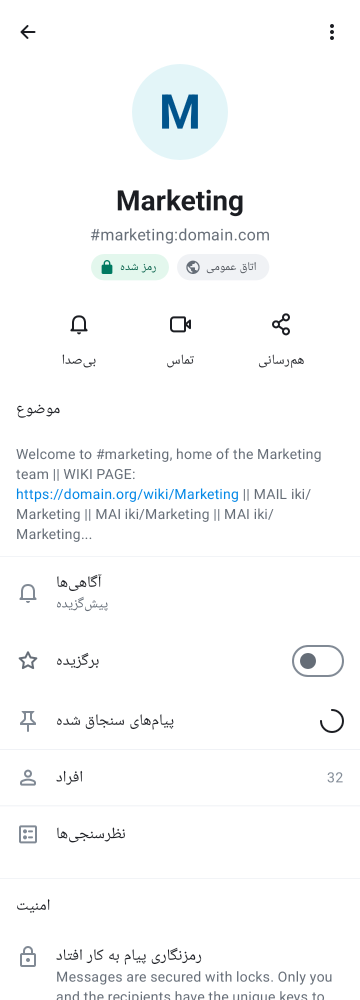 M
Marketing
#marketing:domain.com
رمز شده
اتاق عمومی
بی‌صدا
تماس
هم‌رسانی
موضوع
Welcome to #marketing, home of the Marketing
team || WIKI PAGE:
https://domain.org/wiki/Marketing || MAIL iki/
Marketing || MAI iki/Marketing || MAI iki/
Marketing...
آگاهی‌ها
پیش‌گزیده
برگزیده
پیام‌های سنجاق شده
افراد
32
نظرسنجی‌ها
امنیت
رمزنگاری پیام به کار افتاد
Messages are secured with locks. Only you
and the recipients have the unique keys to